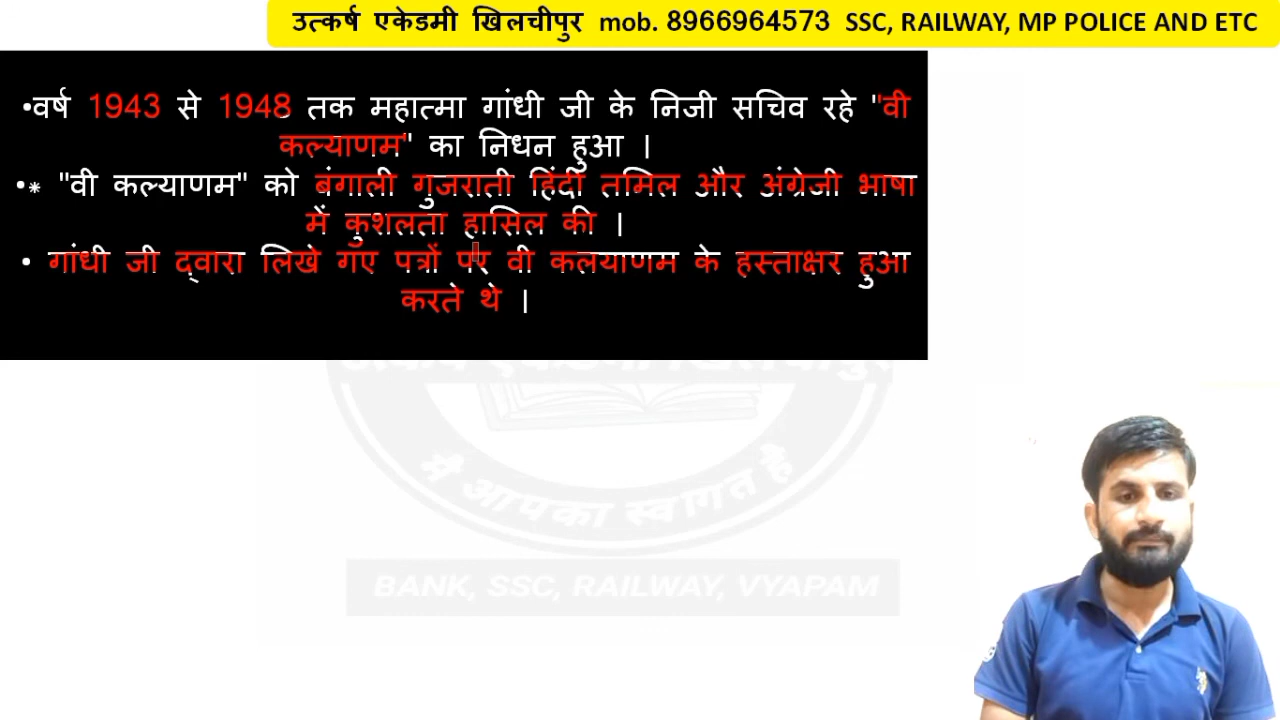 उत्कर्ष एकेडमी खिलचीपुर mob. 8966964573 SSC, RAILWAY, MP POLICE AND ETC
•वर्ष 1943 से 1948 तक महात्मा गांधी जी के निजी सचिव रहे "वी
कल्याणम" का निधन हुआ |
•* "वी कल्याणम" को बंगाली गुजराती हिंदी तमिल और अंग्रेजी भाषा
में कुशलता हासिल की |
• गांधी जी द्वारा लिखे गए पत्रों पर वी कलयाणम के हस्ताक्षर हुआ
करते थे |
में आपका स्वागत है
BANK, SSC, RAILWAY, VYAPAM